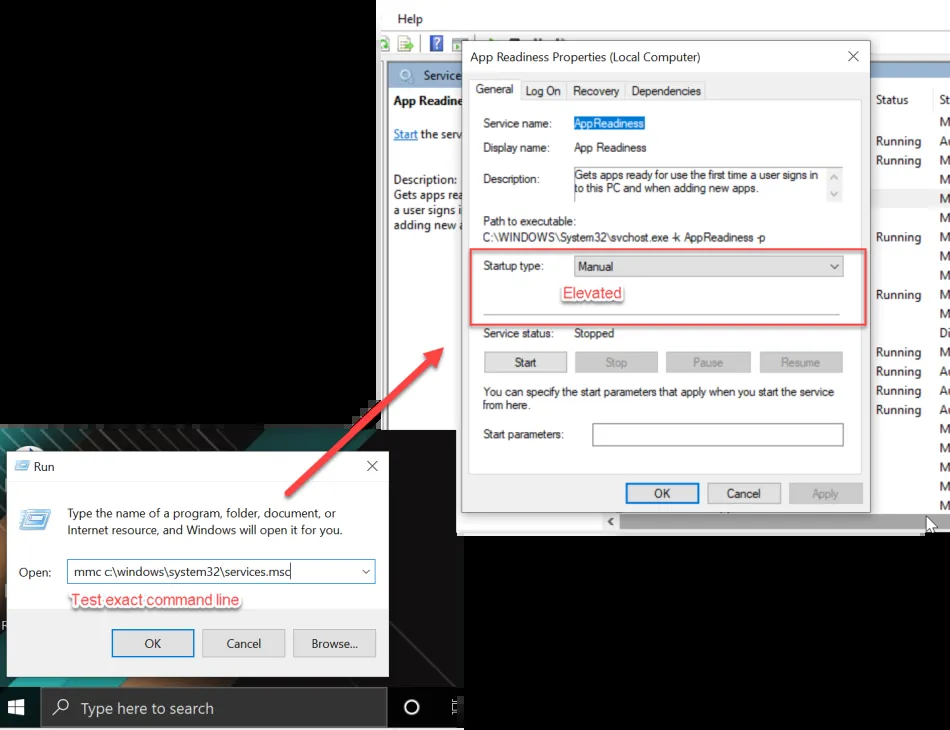 Help
App Readiness Properties (Local Computer)
General
Log On
Recovery
Dependencies
Service name:
AppReadiness
Display name:
App Readiness
Description:
Gets apps ready for use the first time a user signs in
to this PC and when adding new apps.
Path to executable:
C:\WINDOWS\System32\svchost.exe -k AppReadiness -p
Startup type:
Manual
Elevated
Service status:
Stopped
Start
Stop
Pause
Resume
You can specify the start parameters that apply when you start the service
from here.
Start parameters:
OK
Cancel
Apply
Service
App Readine
Start the serv
Description:
Gets apps rea
a user signs i
adding new a
Status
St
M
Running Au
Running M
M
M
Running M
M
M
Running M
M
Di
Running M
Running Au
Running Au
Running Au
M
M
M
M
M
Run
Type the name of a program, folder, document, or
Internet resource, and Windows will open it for you.
Open:
mmc c:\windows\system32\services.msc
Test exact command line
OK
Cancel
Browse...
Type here to search